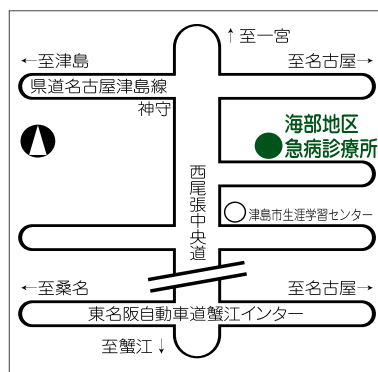 ↑至一宮
←至津島
至名古屋→
県道名古屋津島線
神守
海部地区
急病診療所
西尾張中央道
津島市生涯学習センター
←至桑名
至名古屋→
東名阪自動車道蟹江インター
至蟹江↓